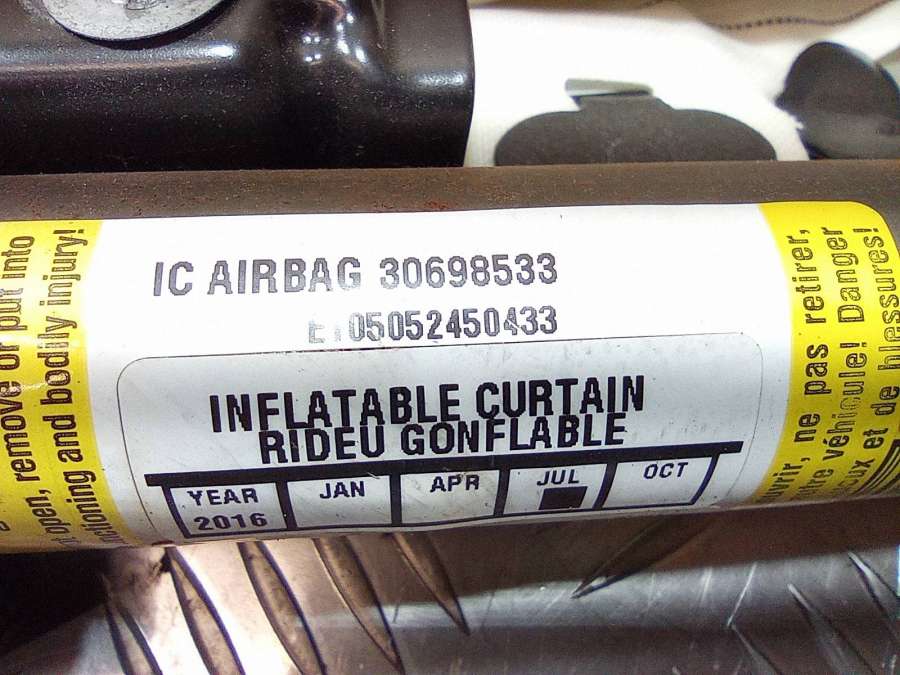 open, remove or put into
and bodily injury!
IC AIRBAG 30698533
05052450433
INFLATABLE CURTAIN
RIDEU GONFLABLE
YEAR JAN APR JUL OCT
2016
ne pas retirer,
véhicule! Danger
et de blessures!